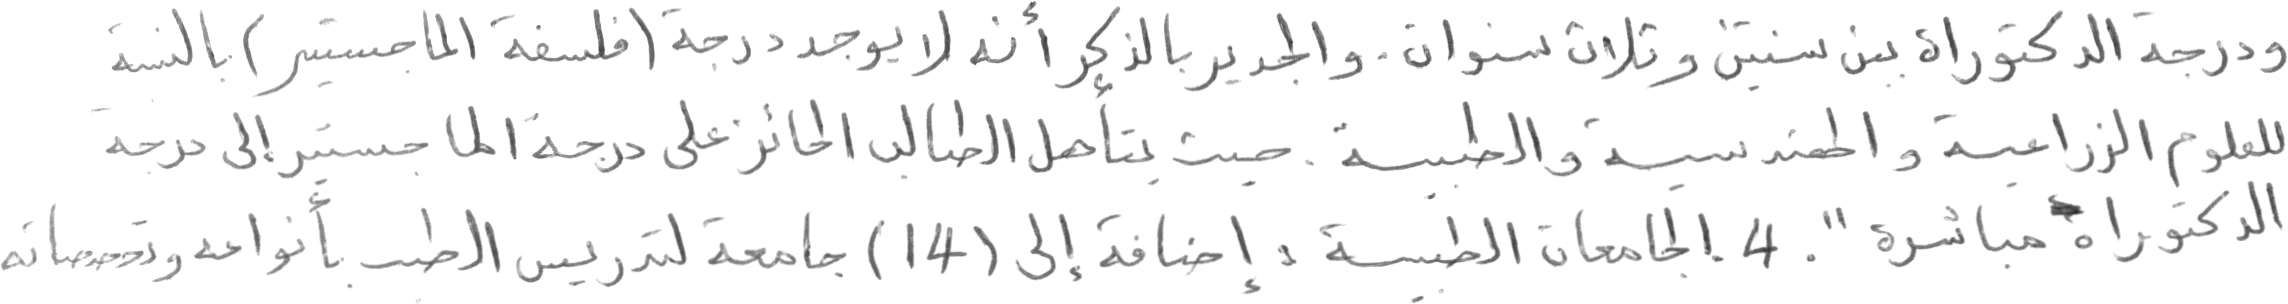 ودرجة الدكتوراة بين سنتين وثلاث سنوات. والجدير بالذكر أنه لا يوجد درجة (فلسفة الماجستير) بالنسبة
للعلوم الزراعية والهندسية والطبية. حيث يتأهل الطالب الحائز على درجة الماجستير إلى درجة
الدكتوراة مباشرة". 4. الجامعات الطبية: إضافة إلى (14) جامعة لتدريس الطب بأنواعه وتخصصاته